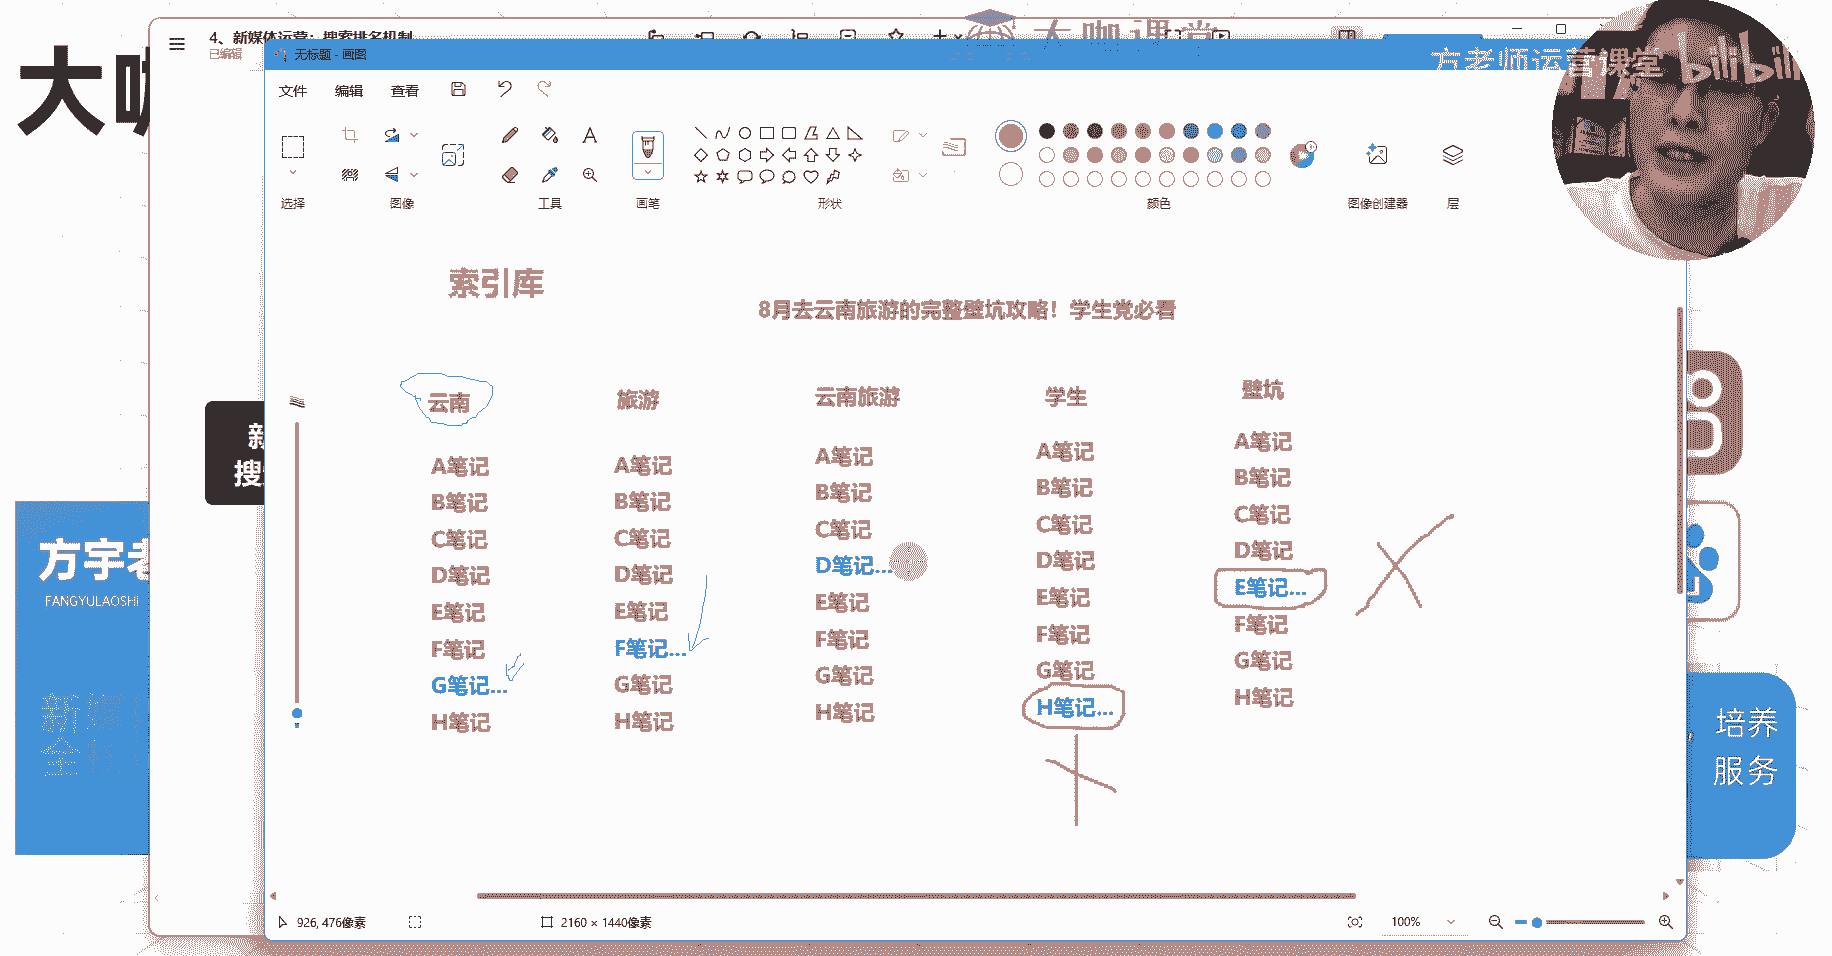 大咖课堂
方老师运营课堂 bilibili
大
4、新媒体运营：搜索排名机制
已编辑
无标题 - 画图
文件 编辑 查看
选择 图像 工具 画笔 形状 颜色 图像创建器 层
索引库
8月去云南旅游的完整壁坑攻略！学生党必看
云南 旅游 云南旅游 学生 壁坑
A笔记 A笔记 A笔记 A笔记 A笔记
B笔记 B笔记 B笔记 B笔记 B笔记
C笔记 C笔记 C笔记 C笔记 C笔记
D笔记 D笔记 D笔记... D笔记 D笔记
E笔记 E笔记 E笔记 E笔记 E笔记...
F笔记 F笔记... F笔记 F笔记 F笔记
G笔记... G笔记 G笔记 G笔记 G笔记
H笔记 H笔记 H笔记 H笔记... H笔记
新
搜
方宇老
FANGYULAOSHI
新媒
全
培养
服务
926, 476像素 2160 × 1440像素 100%